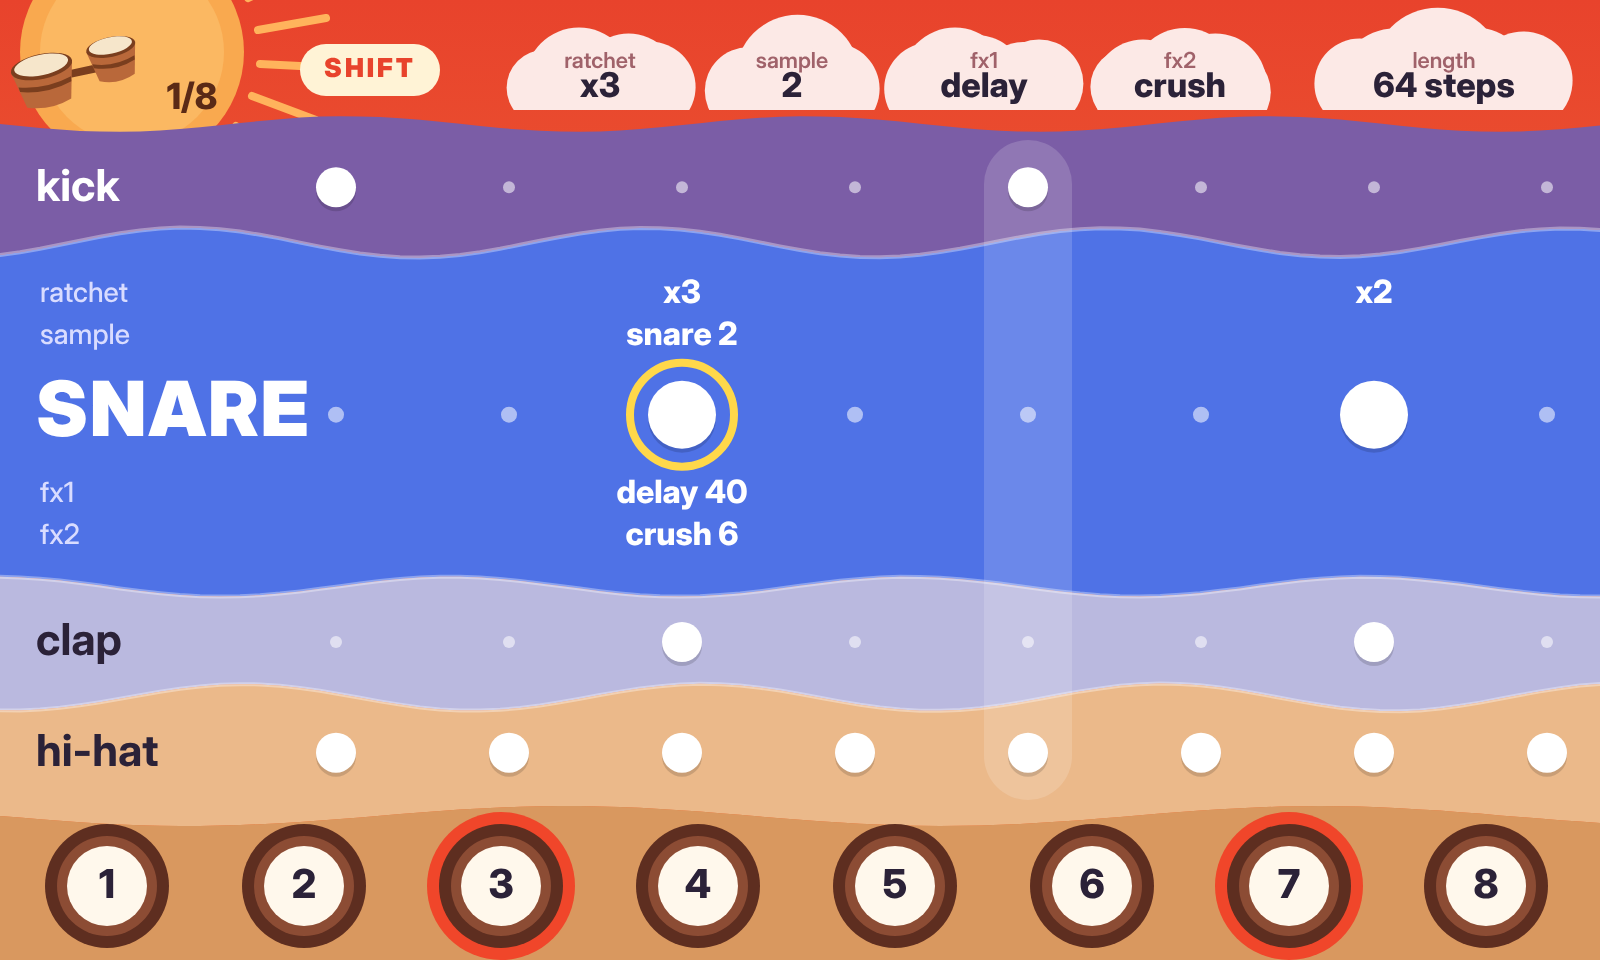 1/8
SHIFT
ratchet
x3
sample
2
fx1
delay
fx2
crush
length
64 steps
kick
ratchet
x3
x2
sample
snare 2
SNARE
fx1
delay 40
fx2
crush 6
clap
hi-hat
1 2 3 4 5 6 7 8